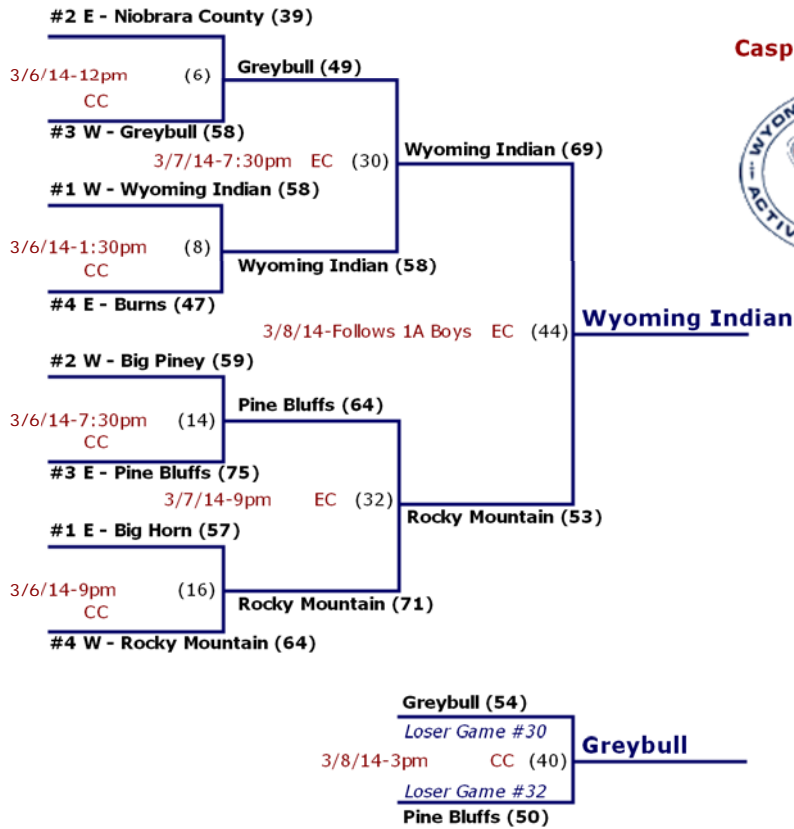 #2 E - Niobrara County (39)
Casp
3/6/14-12pm (6)
CC
Greybull (49)
#3 W - Greybull (58)
3/7/14-7:30pm EC (30)
Wyoming Indian (69)
#1 W - Wyoming Indian (58)
3/6/14-1:30pm (8)
CC
Wyoming Indian (58)
#4 E - Burns (47)
3/8/14-Follows 1A Boys EC (44)
Wyoming Indian
#2 W - Big Piney (59)
3/6/14-7:30pm (14)
CC
Pine Bluffs (64)
#3 E - Pine Bluffs (75)
3/7/14-9pm EC (32)
Rocky Mountain (53)
#1 E - Big Horn (57)
3/6/14-9pm (16)
CC
Rocky Mountain (71)
#4 W - Rocky Mountain (64)
Greybull (54)
Loser Game #30
3/8/14-3pm CC (40)
Greybull
Loser Game #32
Pine Bluffs (50)
WYOM
ACTIV